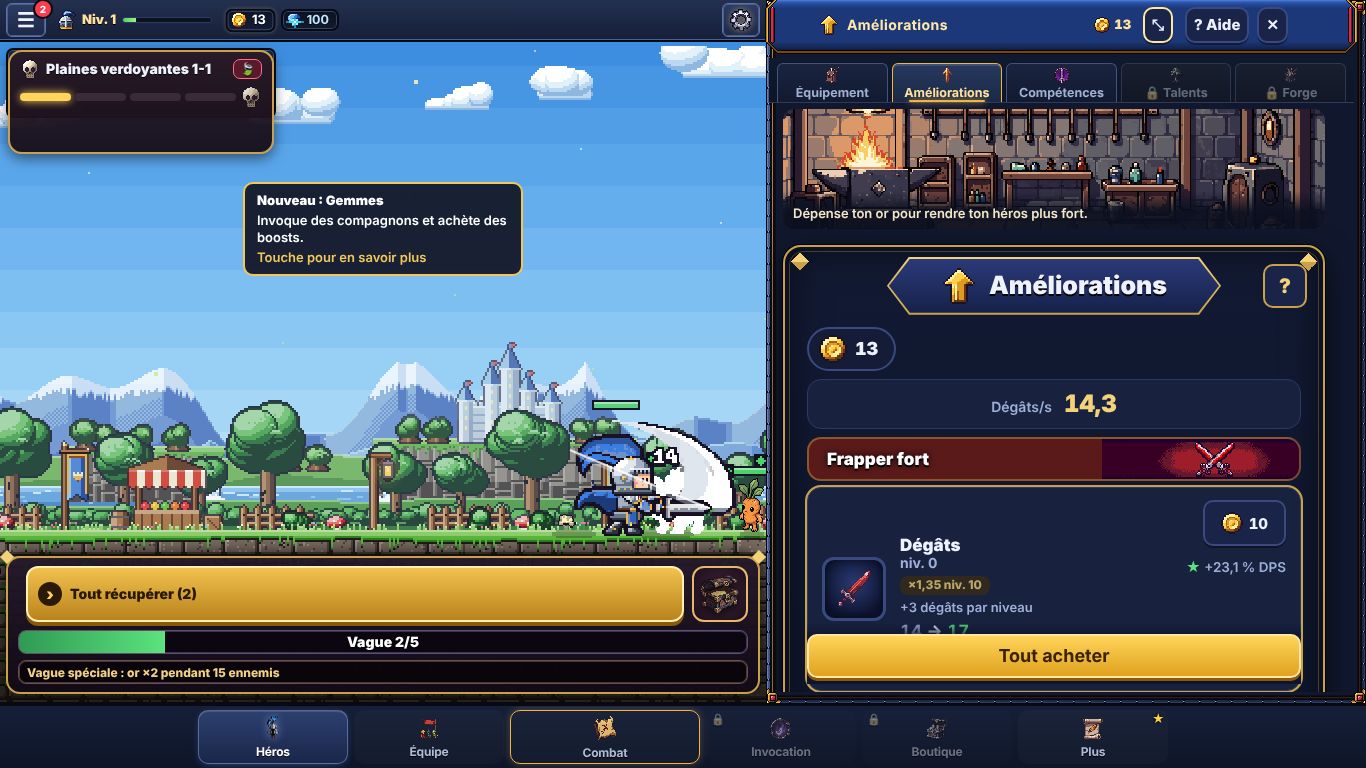 2
Niv. 1
13
100
Plaines verdoyantes 1-1
Nouveau : Gemmes
Invoque des compagnons et achète des
boosts.
Touche pour en savoir plus
14
Tout récupérer (2)
Vague 2/5
Vague spéciale : or ×2 pendant 15 ennemis
Améliorations
13
? Aide
×
Équipement
Améliorations
Compétences
Talents
Forge
Dépense ton or pour rendre ton héros plus fort.
Améliorations
?
13
Dégâts/s 14,3
Frapper fort
10
Dégâts
niv. 0
★ +23,1 % DPS
×1,35 niv. 10
+3 dégâts par niveau
14 → 17
Tout acheter
Héros
Équipe
Combat
Invocation
Boutique
Plus